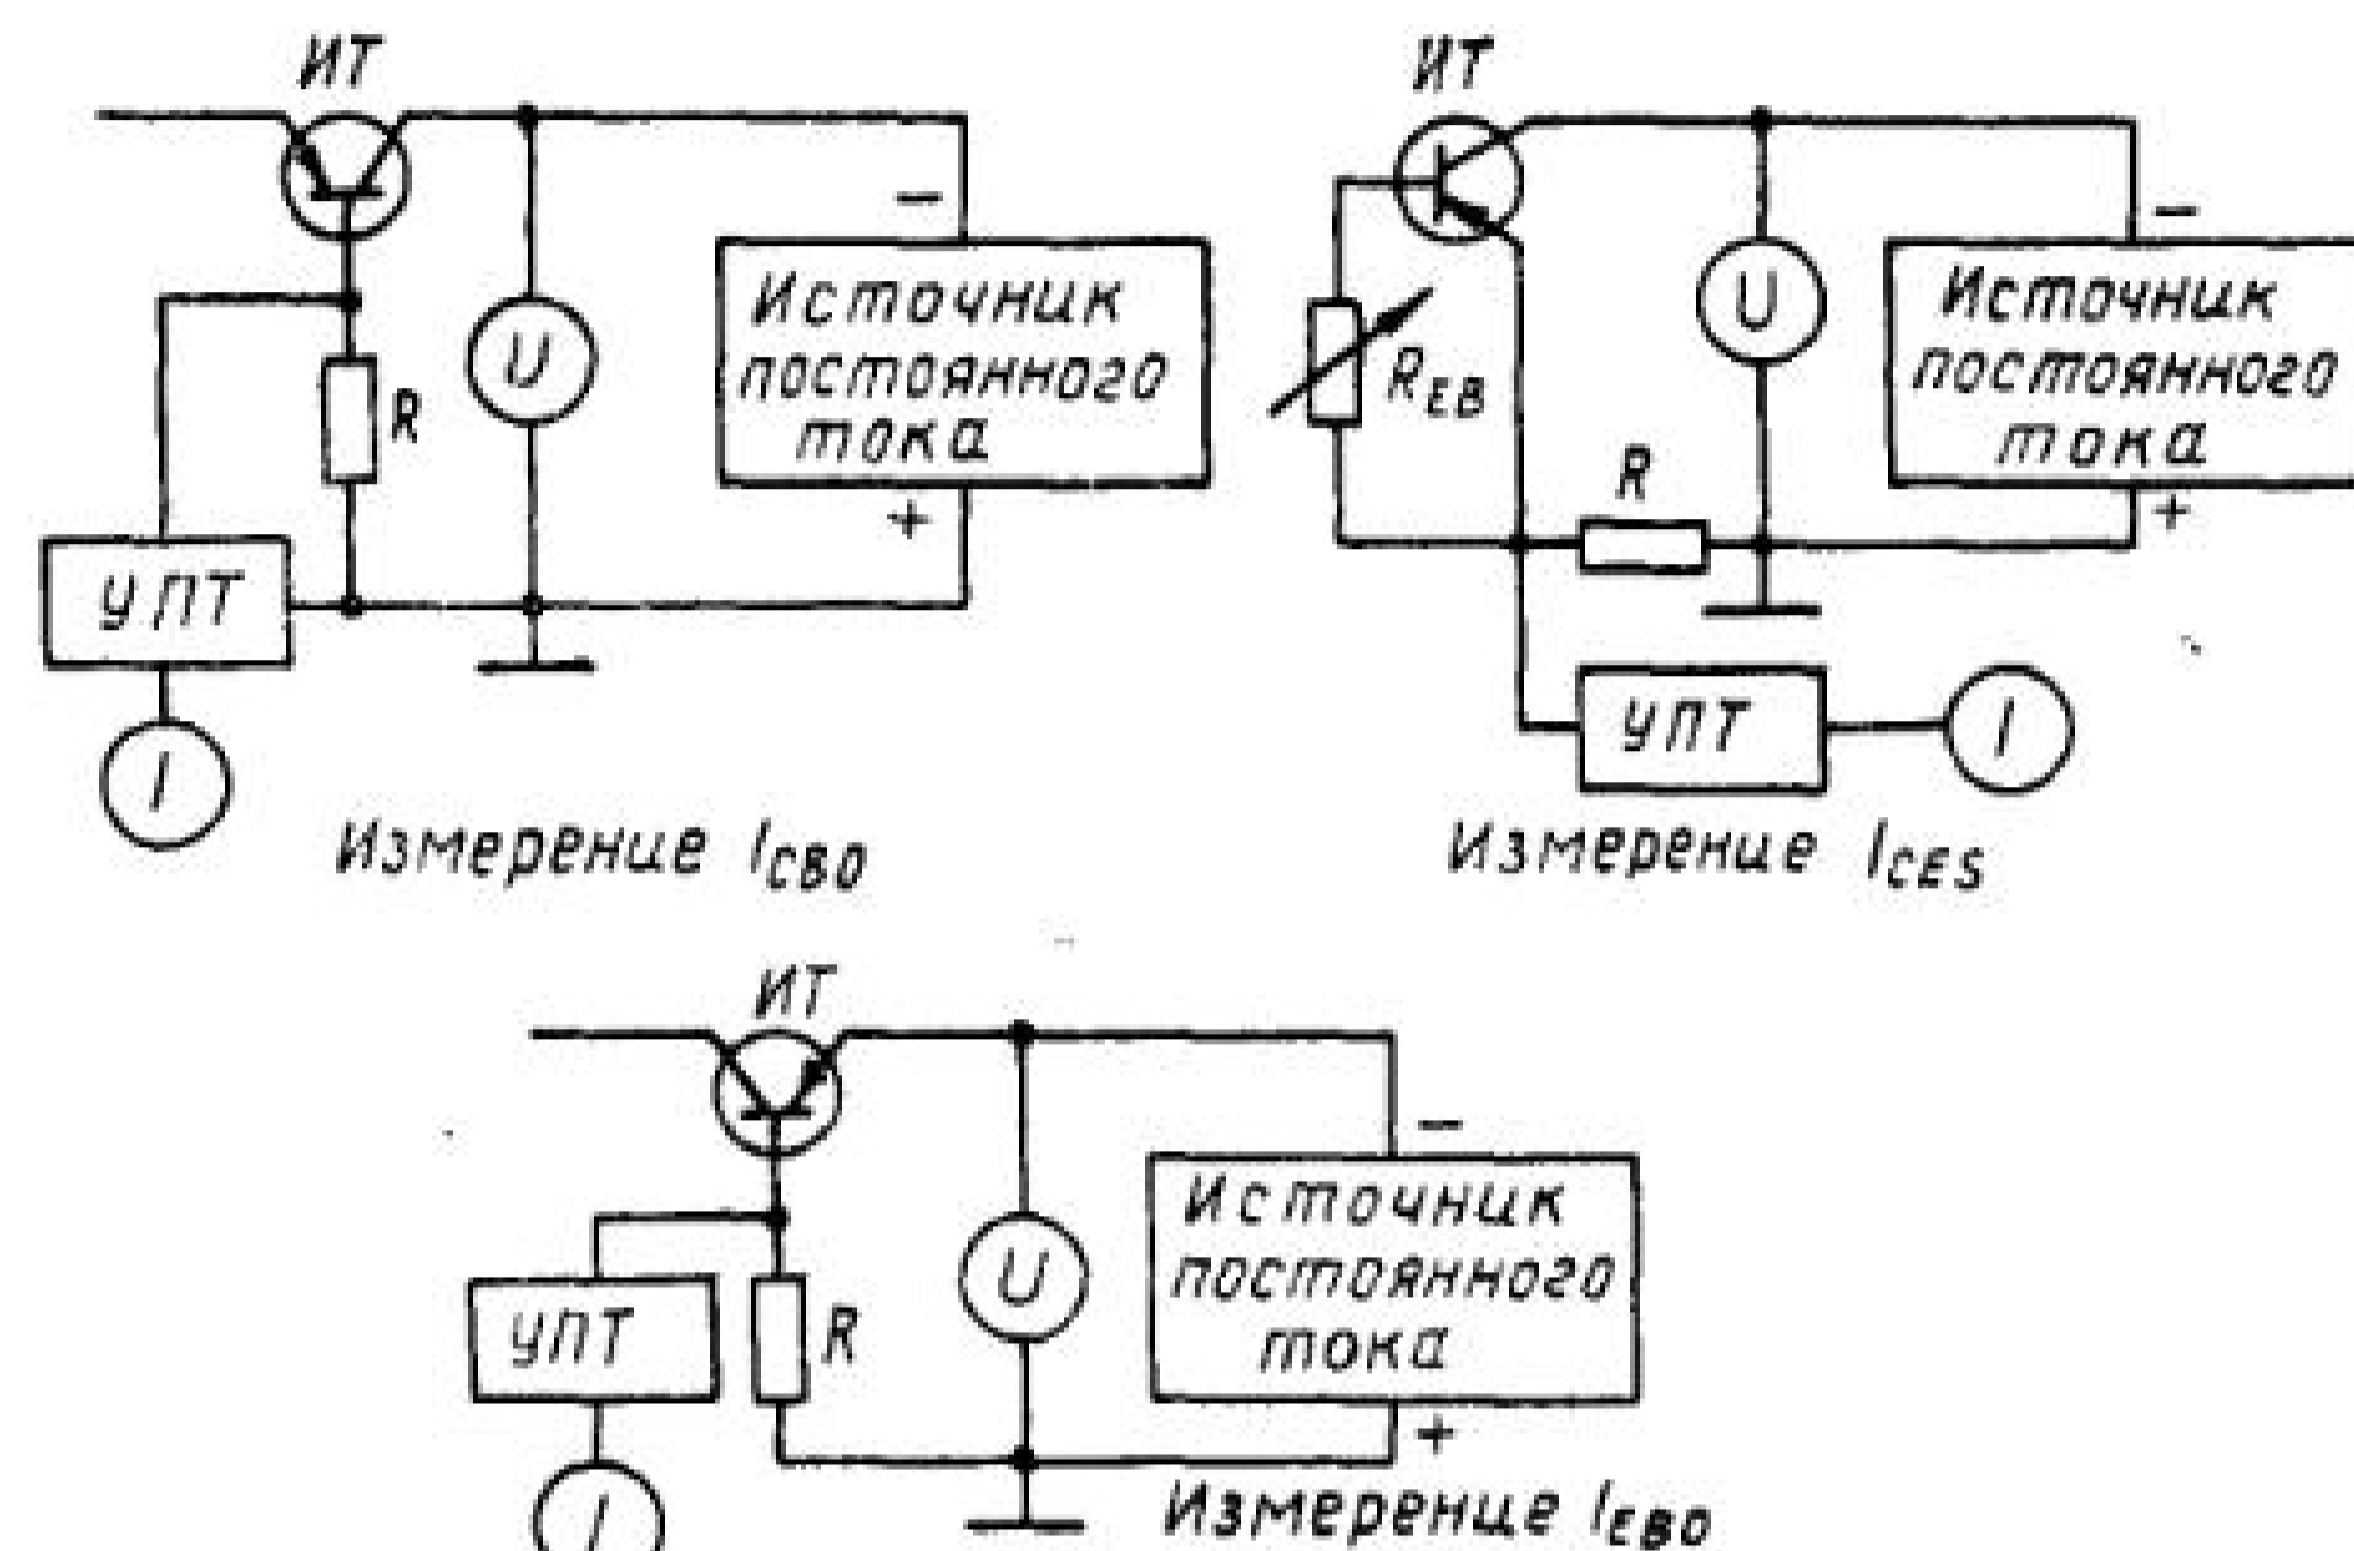 ИТ
−
Источник
постоянного
тока
+
U
R
УПТ
I
Измерение I_CBO
ИТ
−
Источник
постоянного
тока
+
U
R_EB
R
УПТ
I
Измерение I_CES
ИТ
−
Источник
постоянного
тока
+
U
R
УПТ
I
Измерение I_EBO